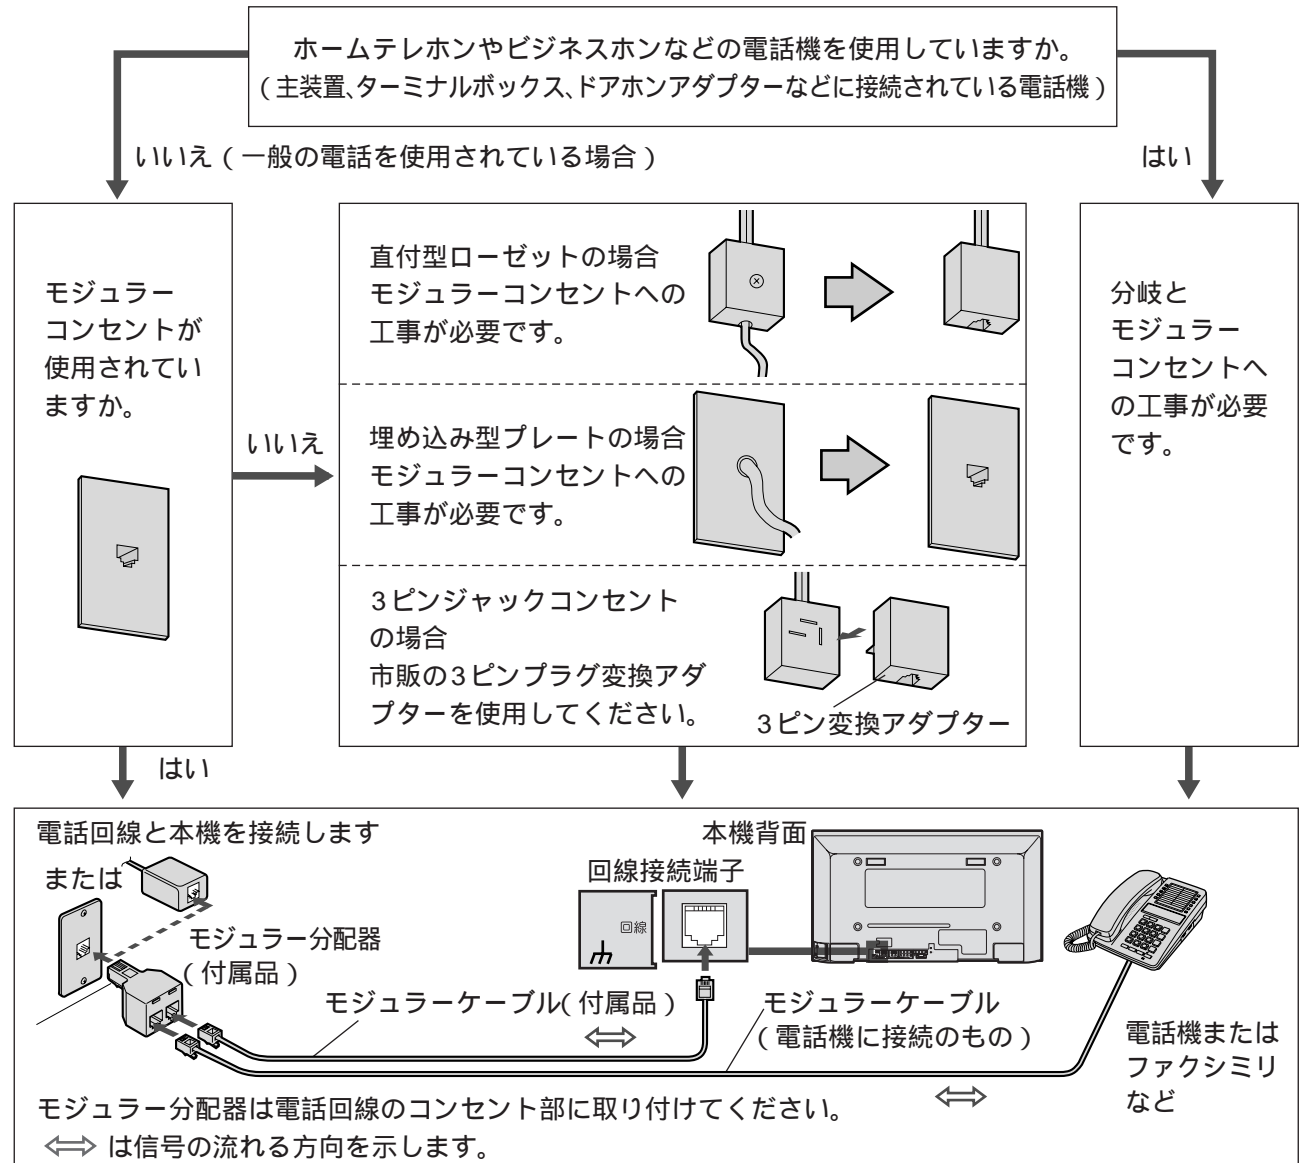 ホームテレホンやビジネスホンなどの電話機を使用していますか。
(主装置、ターミナルボックス、ドアホンアダプターなどに接続されている電話機)
いいえ(一般の電話を使用されている場合)
はい
モジュラー
コンセントが
使用されてい
ますか。
いいえ
直付型ローゼットの場合
モジュラーコンセントへの
工事が必要です。
埋め込み型プレートの場合
モジュラーコンセントへの
工事が必要です。
3ピンジャックコンセント
の場合
市販の3ピンプラグ変換アダ
プターを使用してください。
3ピン変換アダプター
分岐と
モジュラー
コンセントへ
の工事が必要
です。
はい
電話回線と本機を接続します
または
モジュラー分配器
(付属品)
本機背面
回線接続端子
回線
モジュラーケーブル(付属品)
モジュラーケーブル
(電話機に接続のもの)
電話機または
ファクシミリ
など
モジュラー分配器は電話回線のコンセント部に取り付けてください。
⇔ は信号の流れる方向を示します。